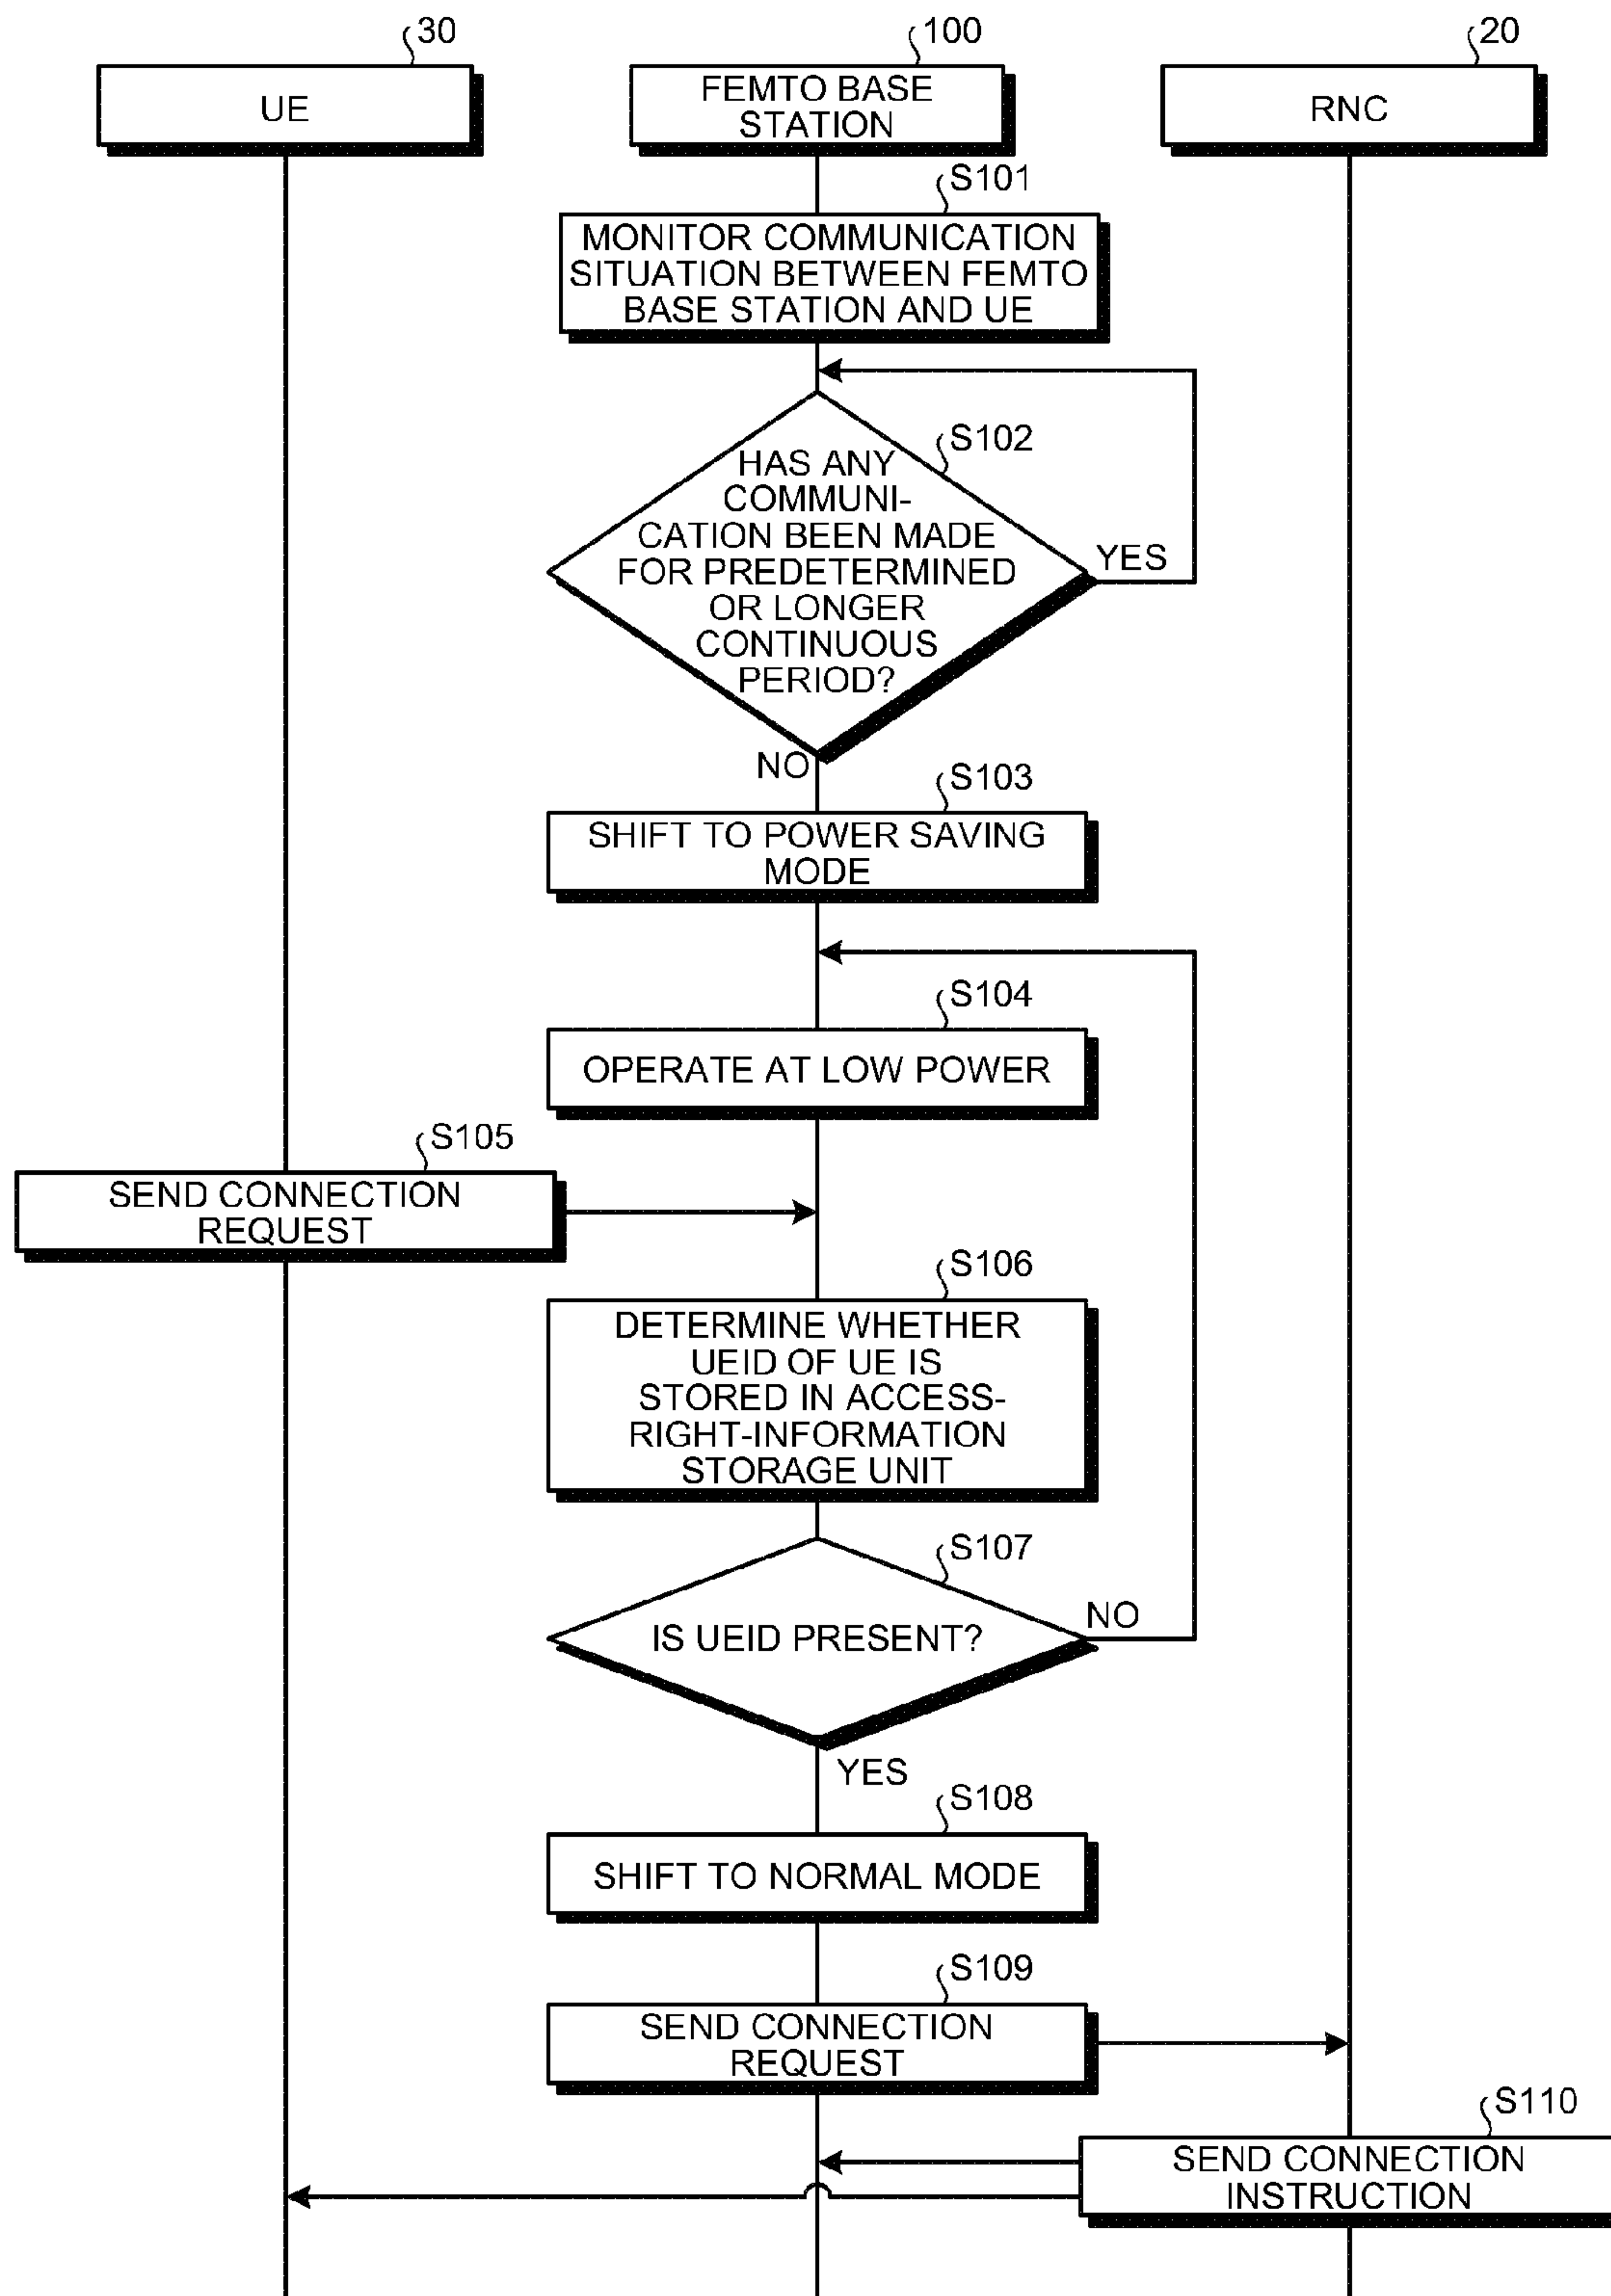 30
100
20
UE
FEMTO BASE
STATION
RNC
S101
MONITOR COMMUNICATION
SITUATION BETWEEN FEMTO
BASE STATION AND UE
S102
HAS ANY
COMMUNI-
CATION BEEN MADE
FOR PREDETERMINED
OR LONGER
CONTINUOUS
PERIOD?
YES
NO
S103
SHIFT TO POWER SAVING
MODE
S104
OPERATE AT LOW POWER
S105
SEND CONNECTION
REQUEST
S106
DETERMINE WHETHER
UEID OF UE IS
STORED IN ACCESS-
RIGHT-INFORMATION
STORAGE UNIT
S107
IS UEID PRESENT?
NO
YES
S108
SHIFT TO NORMAL MODE
S109
SEND CONNECTION
REQUEST
S110
SEND CONNECTION
INSTRUCTION